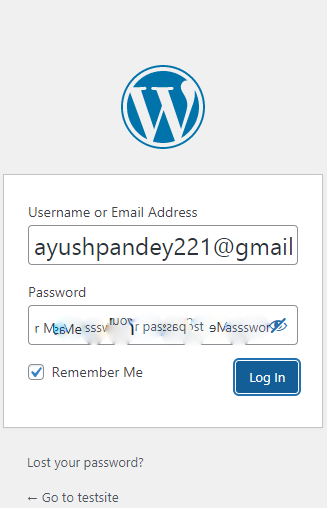 Username or Email Address
ayushpandey221@gmail
Password
Remember Me
Log In
Lost your password?
← Go to testsite